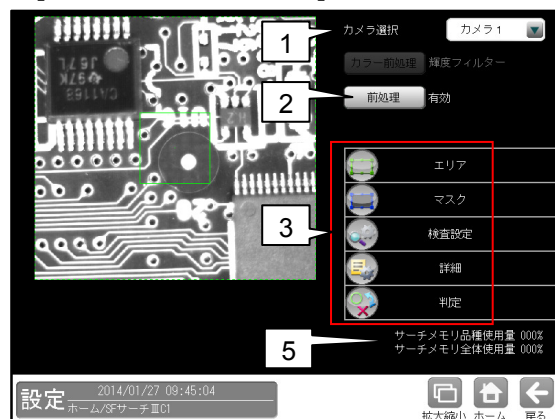 1
カメラ選択
カメラ 1
カラー前処理
輝度フィルター
2
前処理
有効
3
エリア
マスク
検査設定
詳細
判定
サーチメモリ品種使用量 000%
サーチメモリ全体使用量 000%
5
設定
2014/01/27 09:45:04
ホーム/SFサーチⅢC1
拡大縮小
ホーム
戻る